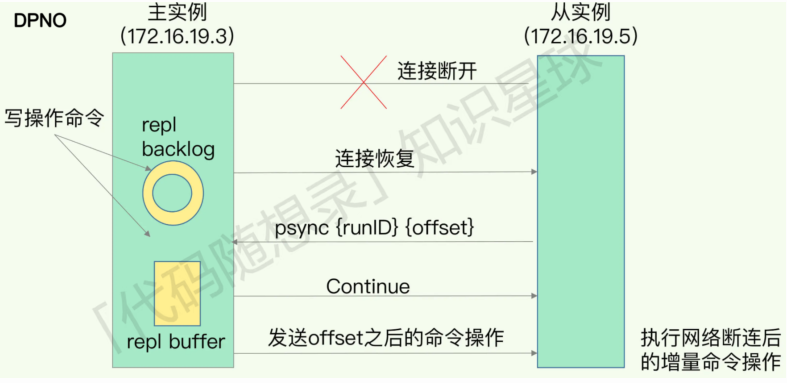 DPNO
主实例
（172.16.19.3）
从实例
（172.16.19.5）
连接断开
写操作命令
repl
backlog
连接恢复
psync {runID} {offset}
Continue
repl buffer
发送offset之后的命令操作
执行网络断连后
的增量命令操作
「代码随想录」知识星球